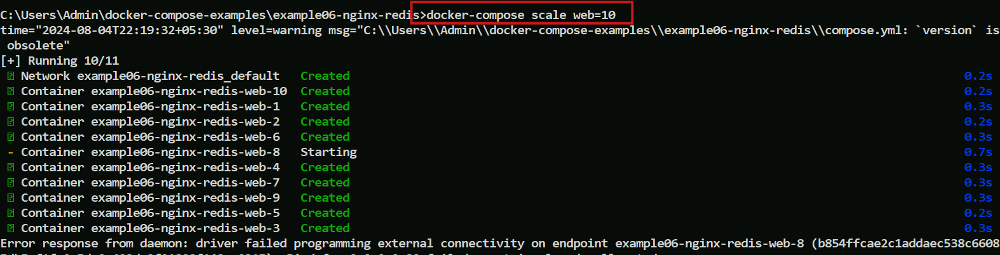 C:\Users\Admin\docker-compose-examples\example06-nginx-redis>docker-compose scale web=10
time="2024-08-04T22:19:32+05:30" level=warning msg="C:\\Users\\Admin\\docker-compose-examples\\example06-nginx-redis\\compose.yml: `version` is
obsolete"
[+] Running 10/11
Network example06-nginx-redis_default Created 0.2s
Container example06-nginx-redis-web-10 Created 0.2s
Container example06-nginx-redis-web-1 Created 0.3s
Container example06-nginx-redis-web-2 Created 0.2s
Container example06-nginx-redis-web-6 Created 0.3s
- Container example06-nginx-redis-web-8 Starting 0.7s
Container example06-nginx-redis-web-4 Created 0.3s
Container example06-nginx-redis-web-7 Created 0.3s
Container example06-nginx-redis-web-9 Created 0.3s
Container example06-nginx-redis-web-5 Created 0.2s
Container example06-nginx-redis-web-3 Created 0.3s
Error response from daemon: driver failed programming external connectivity on endpoint example06-nginx-redis-web-8 (b854ffcae2c1addaec538c6608